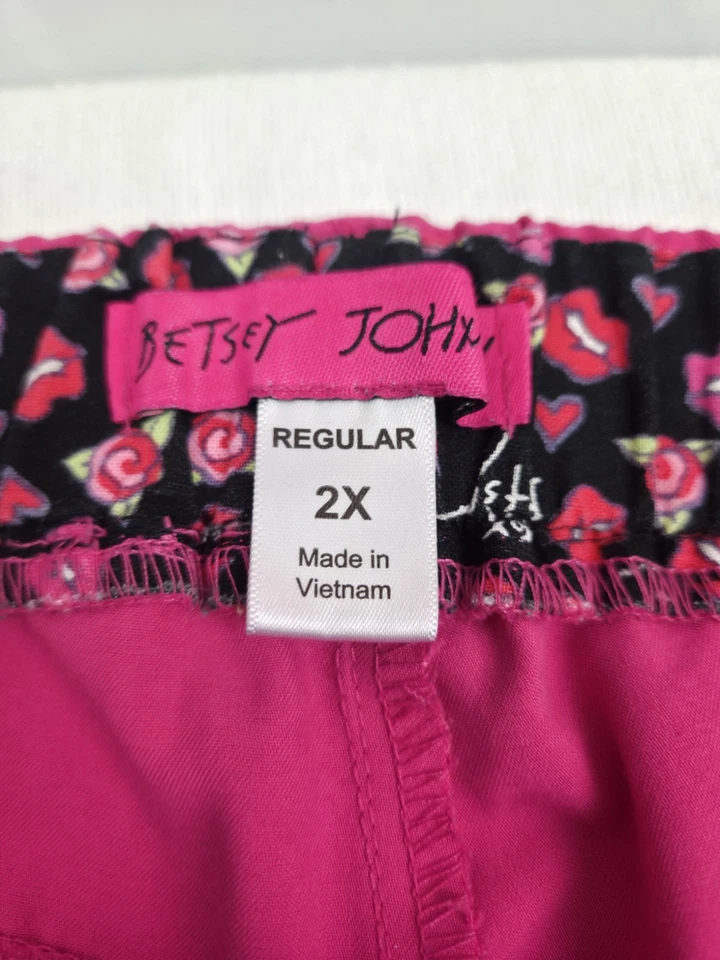 BETSEY JOHN
REGULAR
2X
Made in
Vietnam